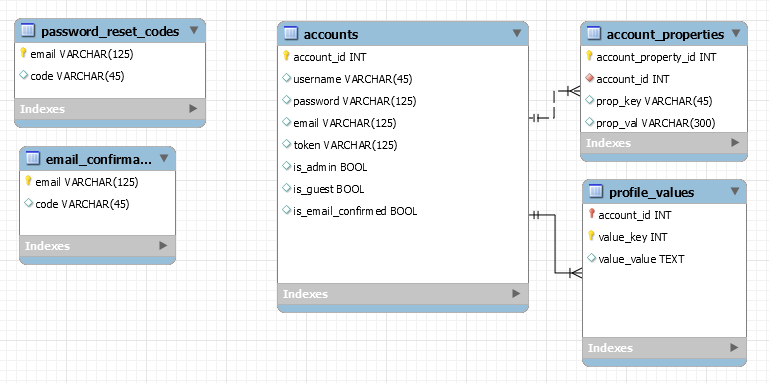 password_reset_codes
email VARCHAR(125)
code VARCHAR(45)
Indexes
email_confirma...
email VARCHAR(125)
code VARCHAR(45)
Indexes
accounts
account_id INT
username VARCHAR(45)
password VARCHAR(125)
email VARCHAR(125)
token VARCHAR(125)
is_admin BOOL
is_guest BOOL
is_email_confirmed BOOL
Indexes
account_properties
account_property_id INT
account_id INT
prop_key VARCHAR(45)
prop_val VARCHAR(300)
Indexes
profile_values
account_id INT
value_key INT
value_value TEXT
Indexes